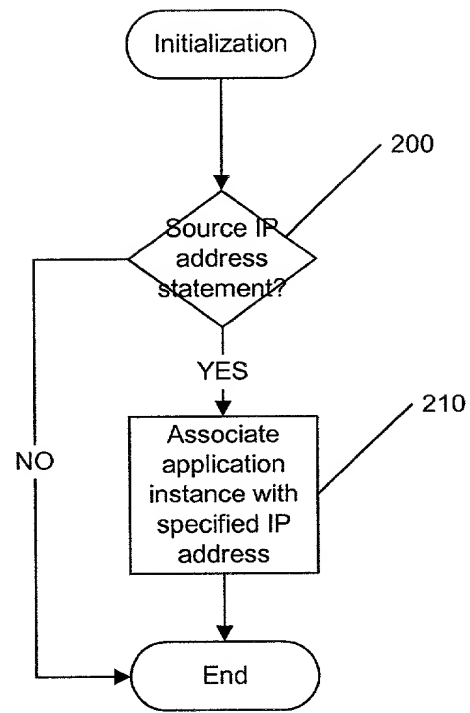 Initialization
200
Source IP
address
statement?
YES
210
NO
Associate
application
instance with
specified IP
address
End